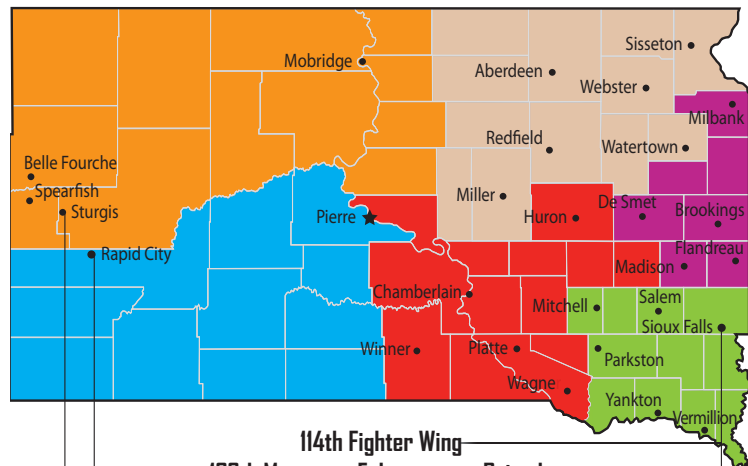 Sisseton
Mobridge
Aberdeen
Webster
Milbank
Redfield
Watertown
Belle Fourche
Spearfish
Sturgis
Miller
De Smet
Pierre
Huron
Brookings
Rapid City
Flandreau
Madison
Chamberlain
Mitchell
Salem
Sioux Falls
Winner
Platte
Parkston
Wagne
Yankton
Vermillion
114th Fighter Wing